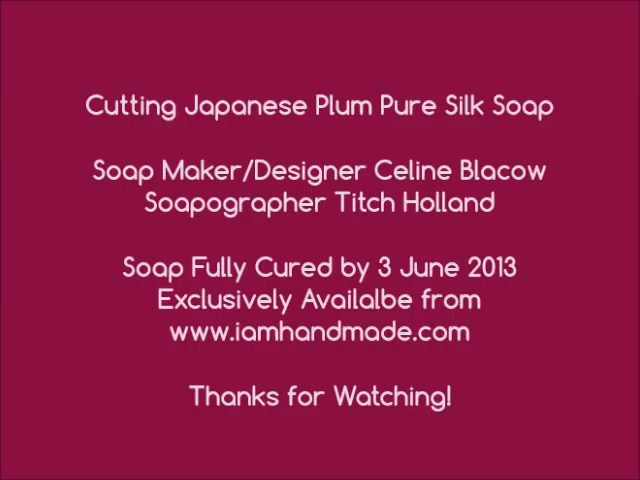 Cutting Japanese Plum Pure Silk Soap
Soap Maker/Designer Celine Blacow
Soapographer Titch Holland
Soap Fully Cured by 3 June 2013
Exclusively Availalbe from
www.iamhandmade.com
Thanks for Watching!